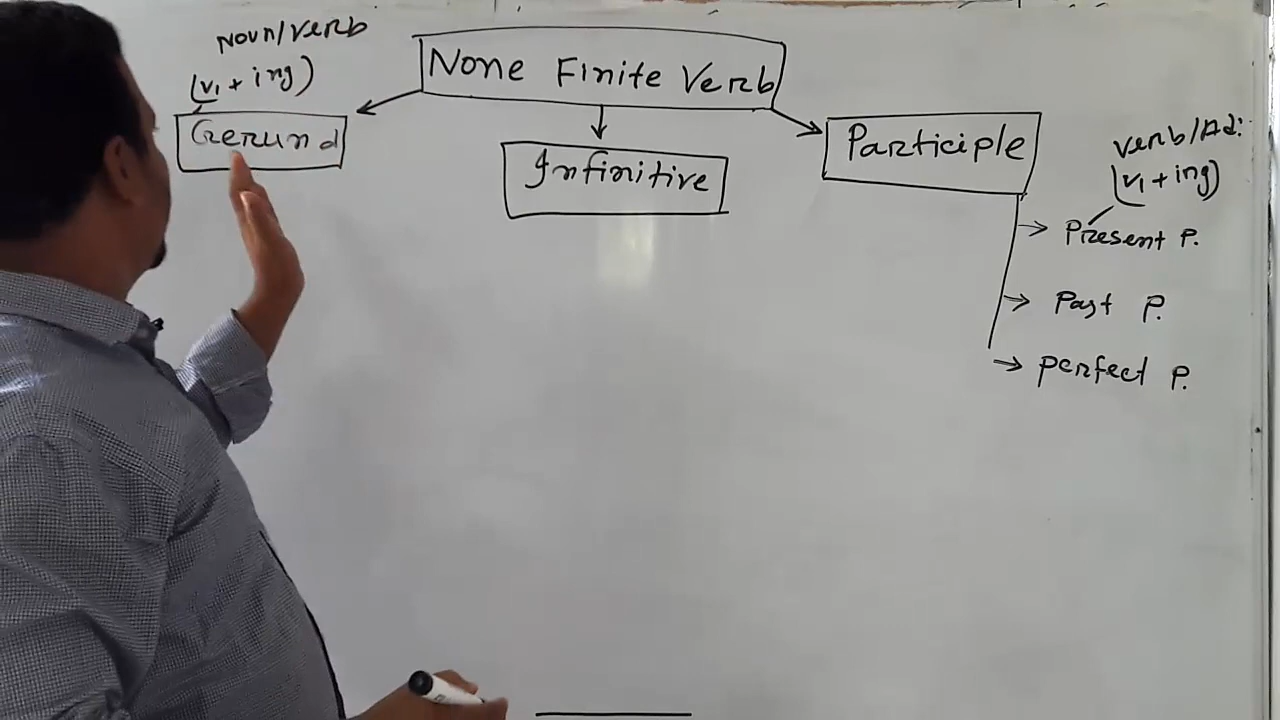 Noun/verb
(v1 + ing)
Gerund
None Finite Verb
Infinitive
Participle
verb/Ad:
(v1 + ing)
→ Present P.
→ Past P.
→ perfect P.